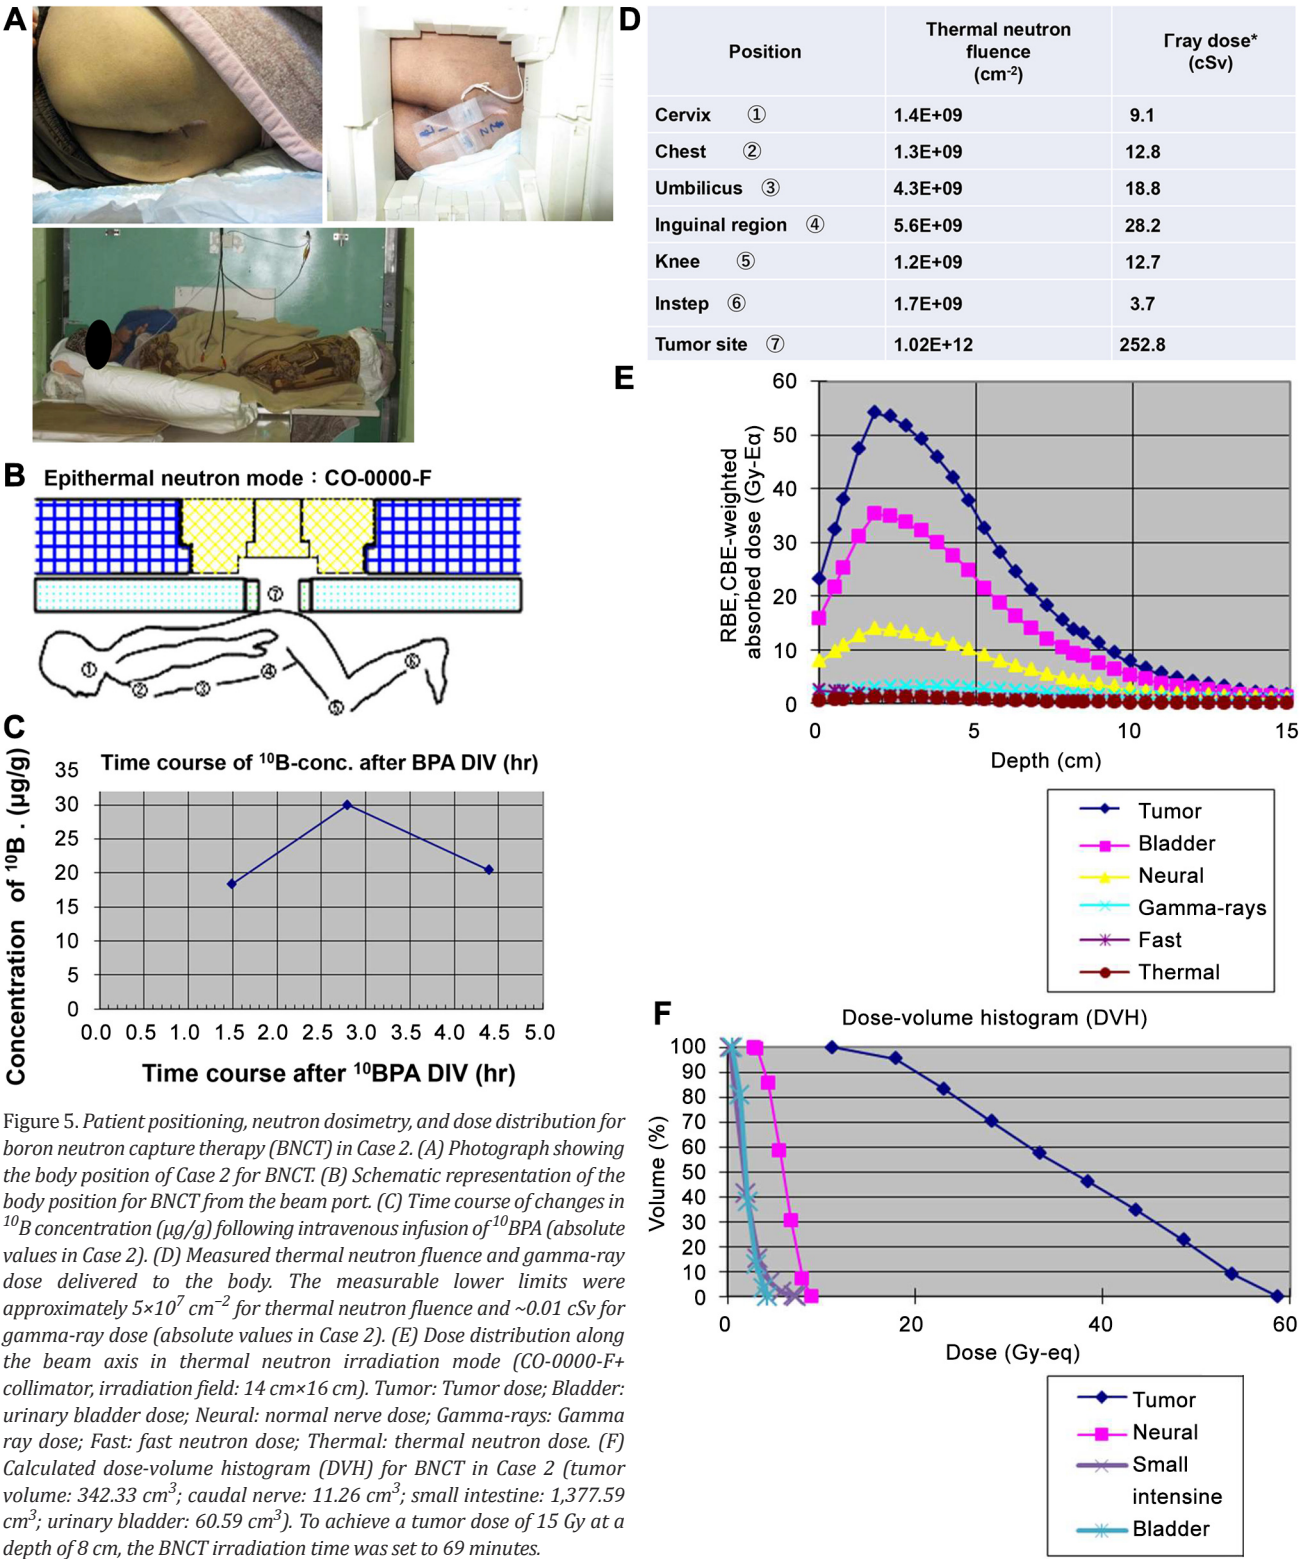 A
B
Epithermal neutron mode：CO-0000-F
⑦
① ② ③ ④ ⑤ ⑥
C
Time course of ¹⁰B-conc. after BPA DIV (hr)
Concentration of ¹⁰B . (µg/g)
35
30
25
20
15
10
5
0
0.0 0.5 1.0 1.5 2.0 2.5 3.0 3.5 4.0 4.5 5.0
Time course after ¹⁰BPA DIV (hr)
Figure 5. Patient positioning, neutron dosimetry, and dose distribution for
boron neutron capture therapy (BNCT) in Case 2. (A) Photograph showing
the body position of Case 2 for BNCT. (B) Schematic representation of the
body position for BNCT from the beam port. (C) Time course of changes in
¹⁰B concentration (µg/g) following intravenous infusion of ¹⁰BPA (absolute
values in Case 2). (D) Measured thermal neutron fluence and gamma-ray
dose delivered to the body. The measurable lower limits were
approximately 5×10⁷ cm⁻² for thermal neutron fluence and ~0.01 cSv for
gamma-ray dose (absolute values in Case 2). (E) Dose distribution along
the beam axis in thermal neutron irradiation mode (CO-0000-F+
collimator, irradiation field: 14 cm×16 cm). Tumor: Tumor dose; Bladder:
urinary bladder dose; Neural: normal nerve dose; Gamma-rays: Gamma
ray dose; Fast: fast neutron dose; Thermal: thermal neutron dose. (F)
Calculated dose-volume histogram (DVH) for BNCT in Case 2 (tumor
volume: 342.33 cm³; caudal nerve: 11.26 cm³; small intestine: 1,377.59
cm³; urinary bladder: 60.59 cm³). To achieve a tumor dose of 15 Gy at a
depth of 8 cm, the BNCT irradiation time was set to 69 minutes.
D
Position Thermal neutron fluence (cm⁻²) Γray dose* (cSv)
Cervix ① 1.4E+09 9.1
Chest ② 1.3E+09 12.8
Umbilicus ③ 4.3E+09 18.8
Inguinal region ④ 5.6E+09 28.2
Knee ⑤ 1.2E+09 12.7
Instep ⑥ 1.7E+09 3.7
Tumor site ⑦ 1.02E+12 252.8
E
RBE,CBE-weighted
absorbed dose (Gy-Eα)
60
50
40
30
20
10
0
0 5 10 15
Depth (cm)
Tumor
Bladder
Neural
Gamma-rays
Fast
Thermal
F
Dose-volume histogram (DVH)
Volume (%)
100
90
80
70
60
50
40
30
20
10
0
0 20 40 60
Dose (Gy-eq)
Tumor
Neural
Small
intensine
Bladder